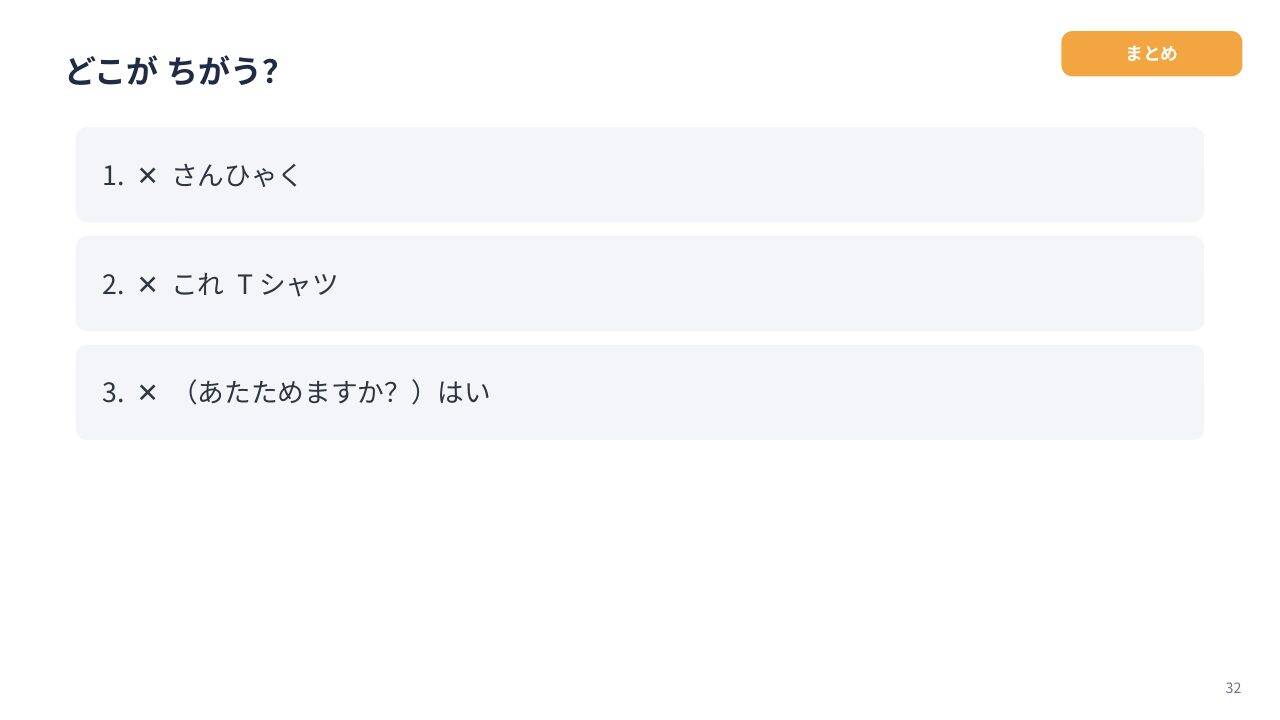 どこが ちがう?
まとめ
1. × さんひゃく
2. × これ Tシャツ
3. × （あたためますか? ）はい
32